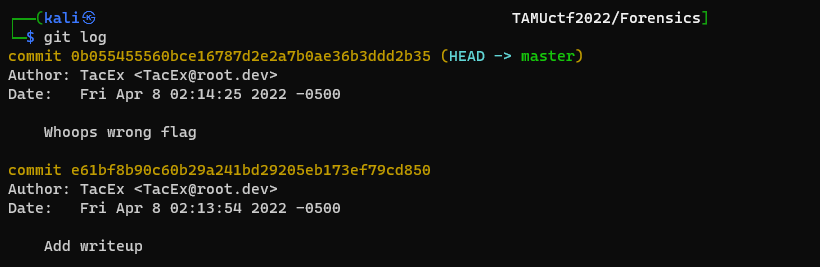 ┌──(kali㉿ TAMUctf2022/Forensics]
└─$ git log
commit 0b055455560bce16787d2e2a7b0ae36b3ddd2b35 (HEAD -> master)
Author: TacEx <TacEx@root.dev>
Date:   Fri Apr 8 02:14:25 2022 -0500
Whoops wrong flag
commit e61bf8b90c60b29a241bd29205eb173ef79cd850
Author: TacEx <TacEx@root.dev>
Date:   Fri Apr 8 02:13:54 2022 -0500
Add writeup